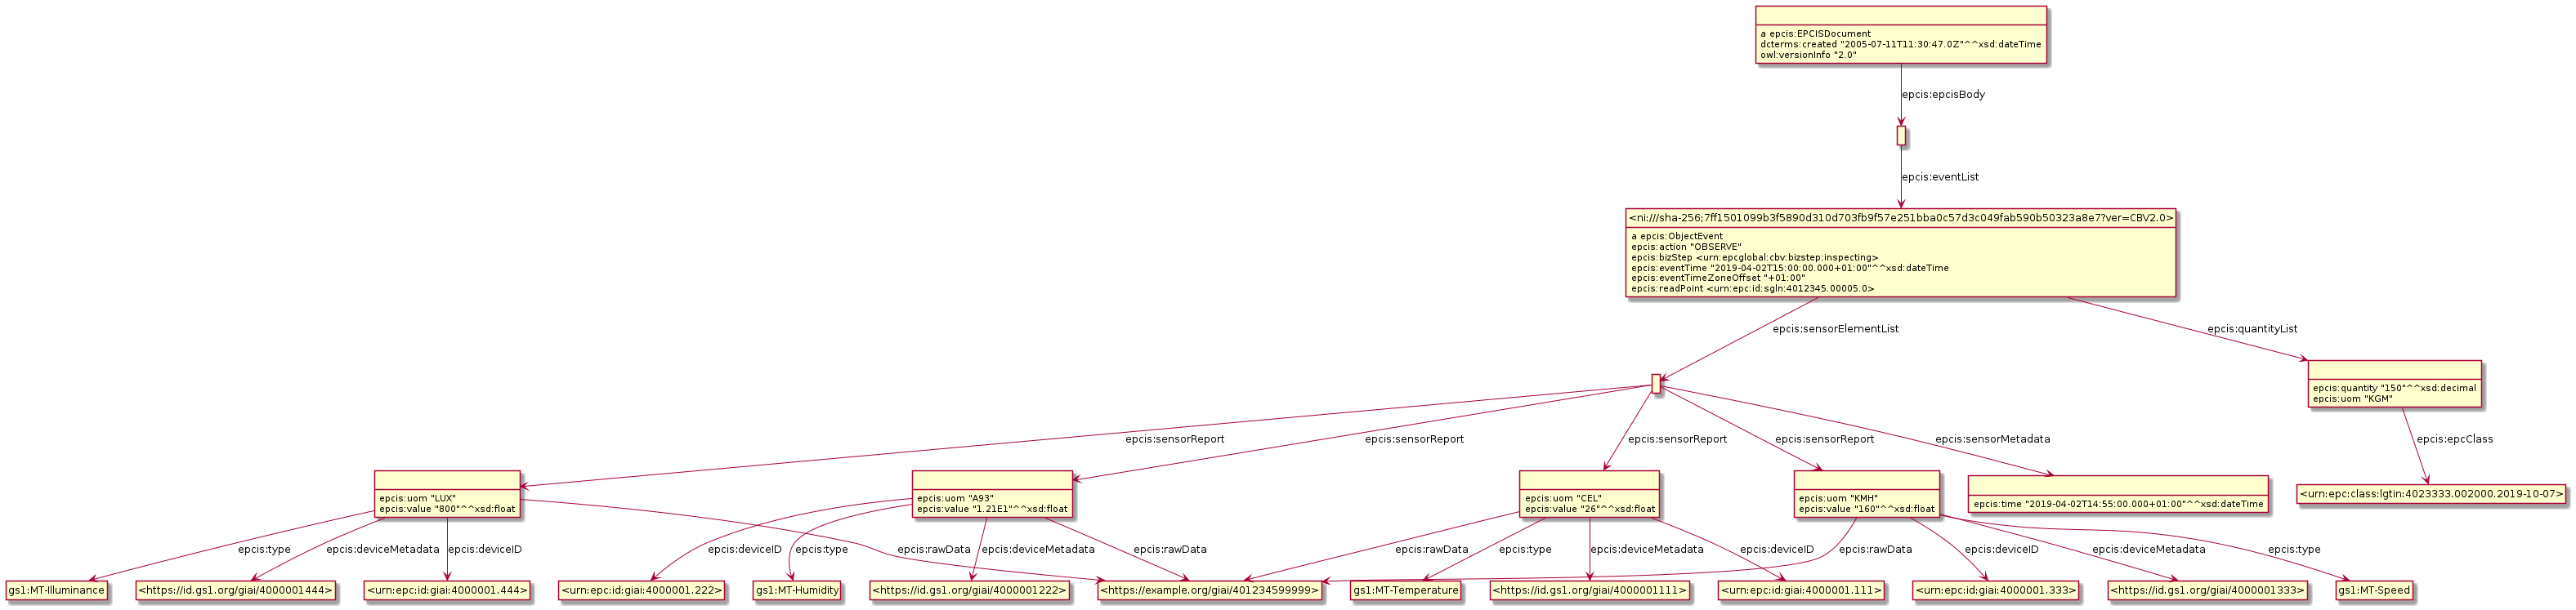 a epcis:EPCISDocument
dcterms:created "2005-07-11T11:30:47.0Z"^^xsd:dateTime
owl:versionInfo "2.0"
epcis:epcisBody
epcis:eventList
<ni:///sha-256;7ff1501099b3f5890d310d703fb9f57e251bba0c57d3c049fab590b50323a8e7?ver=CBV2.0>
a epcis:ObjectEvent
epcis:action "OBSERVE"
epcis:bizStep <urn:epcglobal:cbv:bizstep:inspecting>
epcis:eventTime "2019-04-02T15:00:00.000+01:00"^^xsd:dateTime
epcis:eventTimeZoneOffset "+01:00"
epcis:readPoint <urn:epc:id:sgln:4012345.00005.0>
epcis:sensorElementList
epcis:quantityList
epcis:quantity "150"^^xsd:decimal
epcis:uom "KGM"
epcis:sensorReport
epcis:sensorReport
epcis:sensorReport
epcis:sensorReport
epcis:sensorMetadata
epcis:epcClass
epcis:uom "LUX"
epcis:value "800"^^xsd:float
epcis:uom "A93"
epcis:value "1.21E1"^^xsd:float
epcis:uom "CEL"
epcis:value "26"^^xsd:float
epcis:uom "KMH"
epcis:value "160"^^xsd:float
epcis:time "2019-04-02T14:55:00.000+01:00"^^xsd:dateTime
<urn:epc:class:lgtin:4023333.002000.2019-10-07>
epcis:type
epcis:deviceMetadata
epcis:deviceID
epcis:deviceID
epcis:type
epcis:rawData
epcis:deviceMetadata
epcis:rawData
epcis:rawData
epcis:type
epcis:deviceMetadata
epcis:deviceID
epcis:rawData
epcis:deviceID
epcis:deviceMetadata
epcis:type
gs1:MT-Illuminance
<https://id.gs1.org/giai/4000001444>
<urn:epc:id:giai:4000001.444>
<urn:epc:id:giai:4000001.222>
gs1:MT-Humidity
<https://id.gs1.org/giai/4000001222>
<https://example.org/giai/401234599999>
gs1:MT-Temperature
<https://id.gs1.org/giai/4000001111>
<urn:epc:id:giai:4000001.111>
<urn:epc:id:giai:4000001.333>
<https://id.gs1.org/giai/4000001333>
gs1:MT-Speed